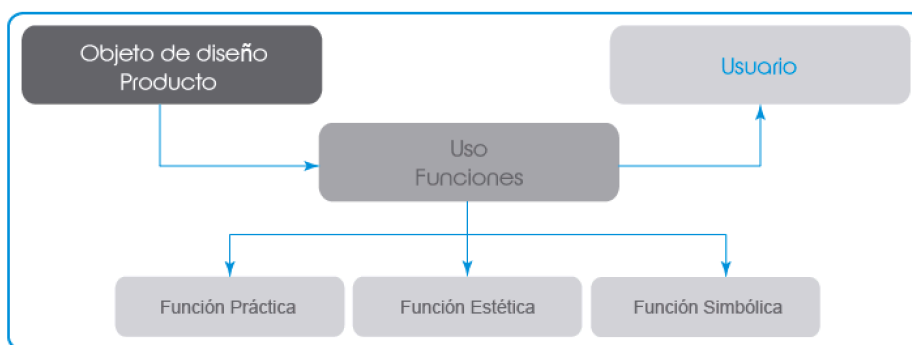 Objeto de diseño
Producto
Usuario
Uso
Funciones
Función Práctica
Función Estética
Función Simbólica